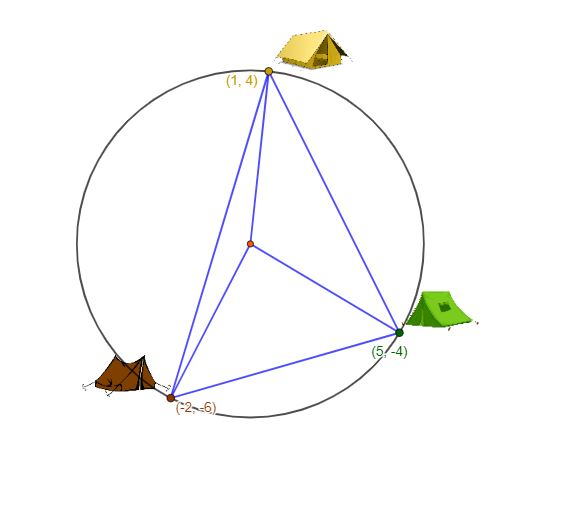 (1, 4)
(5, -4)
(-2, -6)